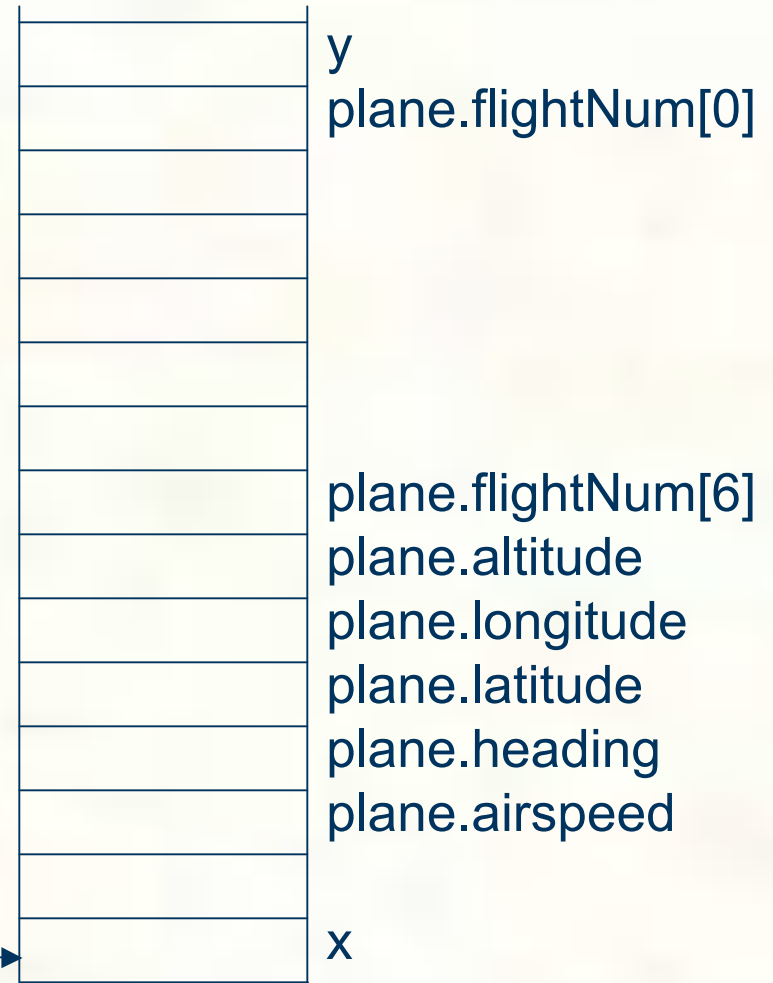 y
plane.flightNum[0]
plane.flightNum[6]
plane.altitude
plane.longitude
plane.latitude
plane.heading
plane.airspeed
x